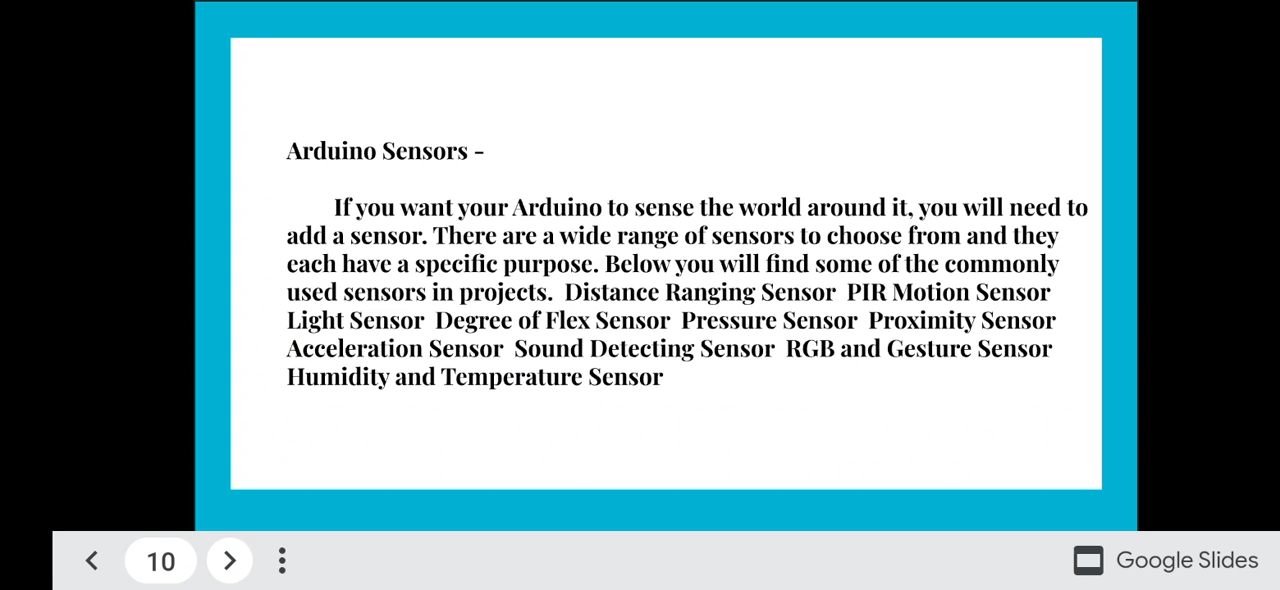 Arduino Sensors -
If you want your Arduino to sense the world around it, you will need to
add a sensor. There are a wide range of sensors to choose from and they
each have a specific purpose. Below you will find some of the commonly
used sensors in projects.  Distance Ranging Sensor  PIR Motion Sensor
Light Sensor  Degree of Flex Sensor  Pressure Sensor  Proximity Sensor
Acceleration Sensor  Sound Detecting Sensor  RGB and Gesture Sensor
Humidity and Temperature Sensor
10
Google Slides